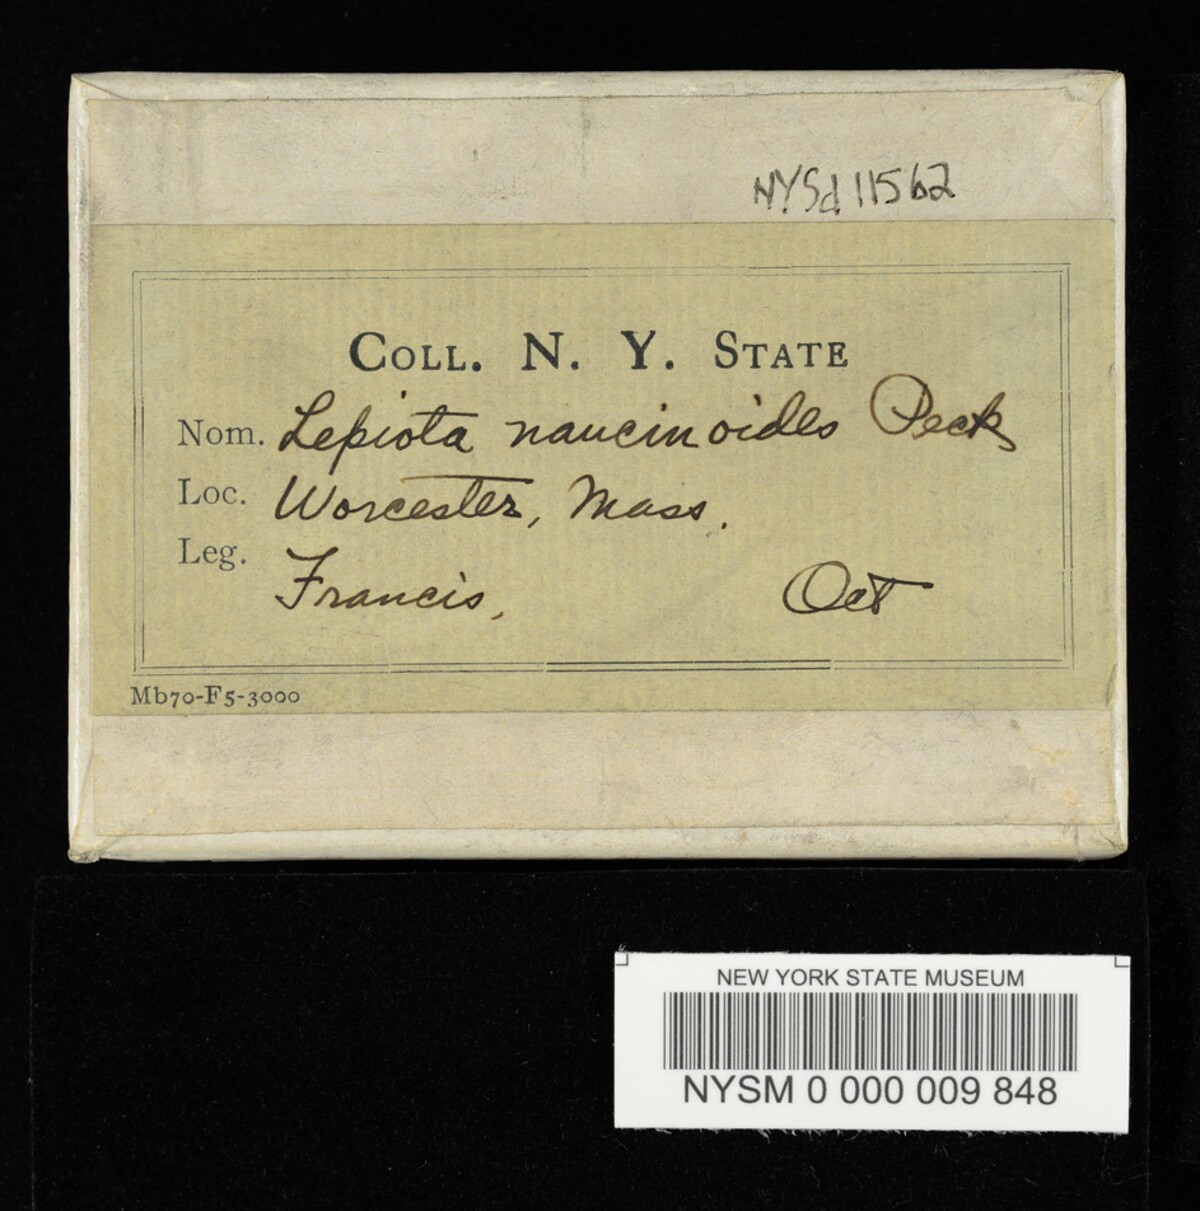 NYSd 11562
COLL. N. Y. STATE
Nom. Lepiota naucinoides Peck
Loc. Worcester, Mass.
Leg. Francis, Oct
Mb70-F5-3000
NEW YORK STATE MUSEUM
NYSM 0 000 009 848